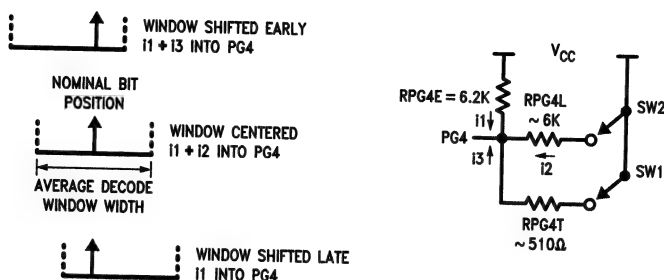 WINDOW SHIFTED EARLY
i1 + i3 INTO PG4
NOMINAL BIT
POSITION
WINDOW CENTERED
i1 + i2 INTO PG4
AVERAGE DECODE
WINDOW WIDTH
WINDOW SHIFTED LATE
i1 INTO PG4
VCC
RPG4E = 6.2K
RPG4L
~ 6K
i1
PG4
i3
i2
SW2
SW1
RPG4T
~ 510Ω